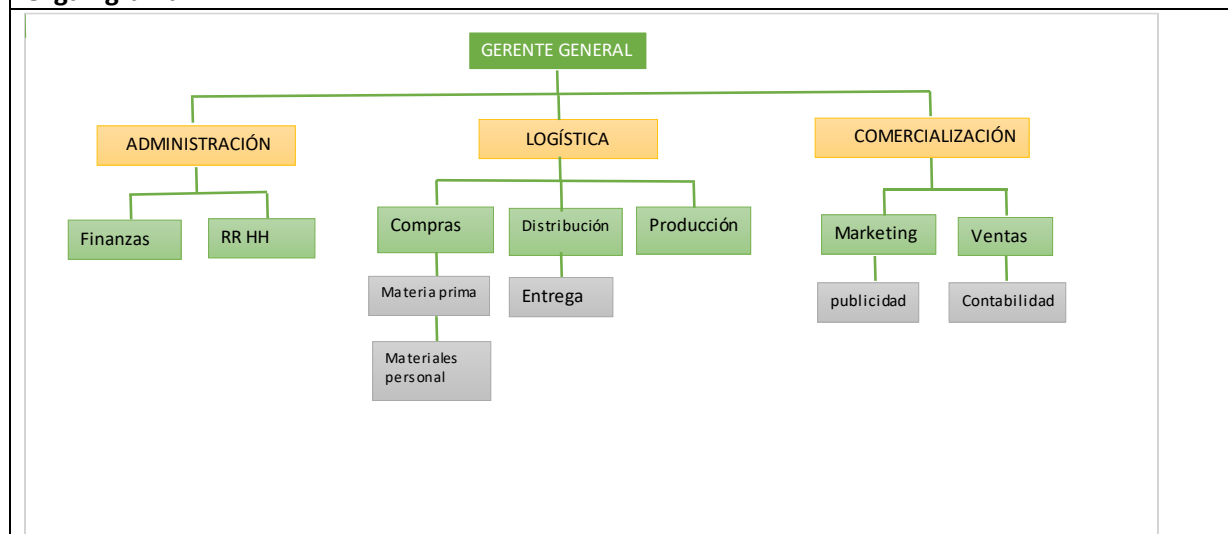 GERENTE GENERAL
ADMINISTRACIÓN
LOGÍSTICA
COMERCIALIZACIÓN
Finanzas
RR HH
Compras
Distribución
Producción
Marketing
Ventas
Materia prima
Entrega
publicidad
Contabilidad
Materiales
personal